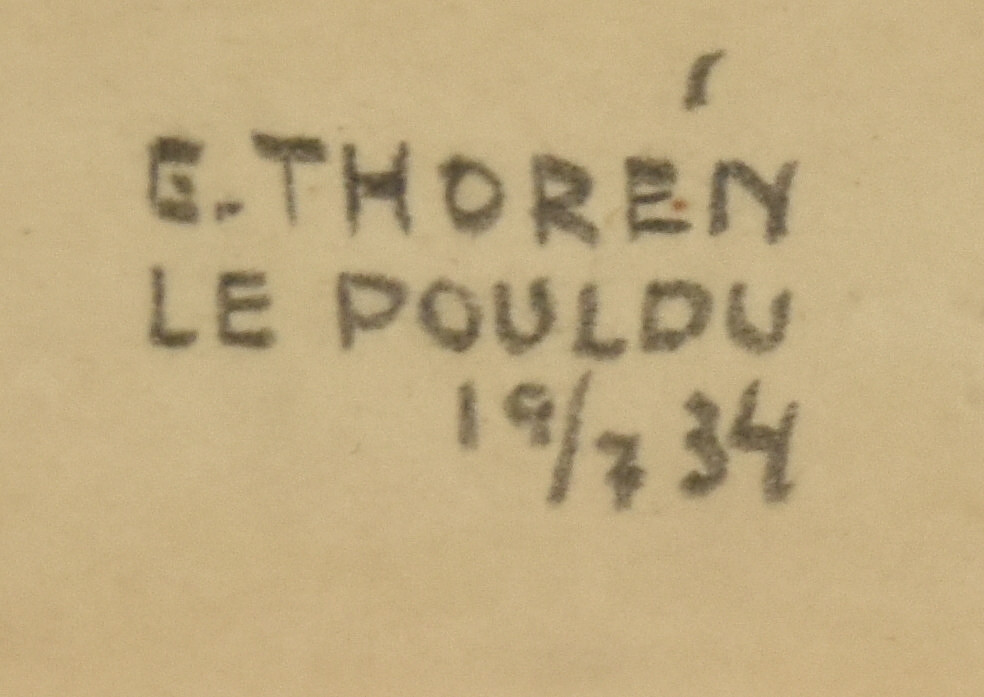 E. THORÉN
LE POULDU
19/7 34